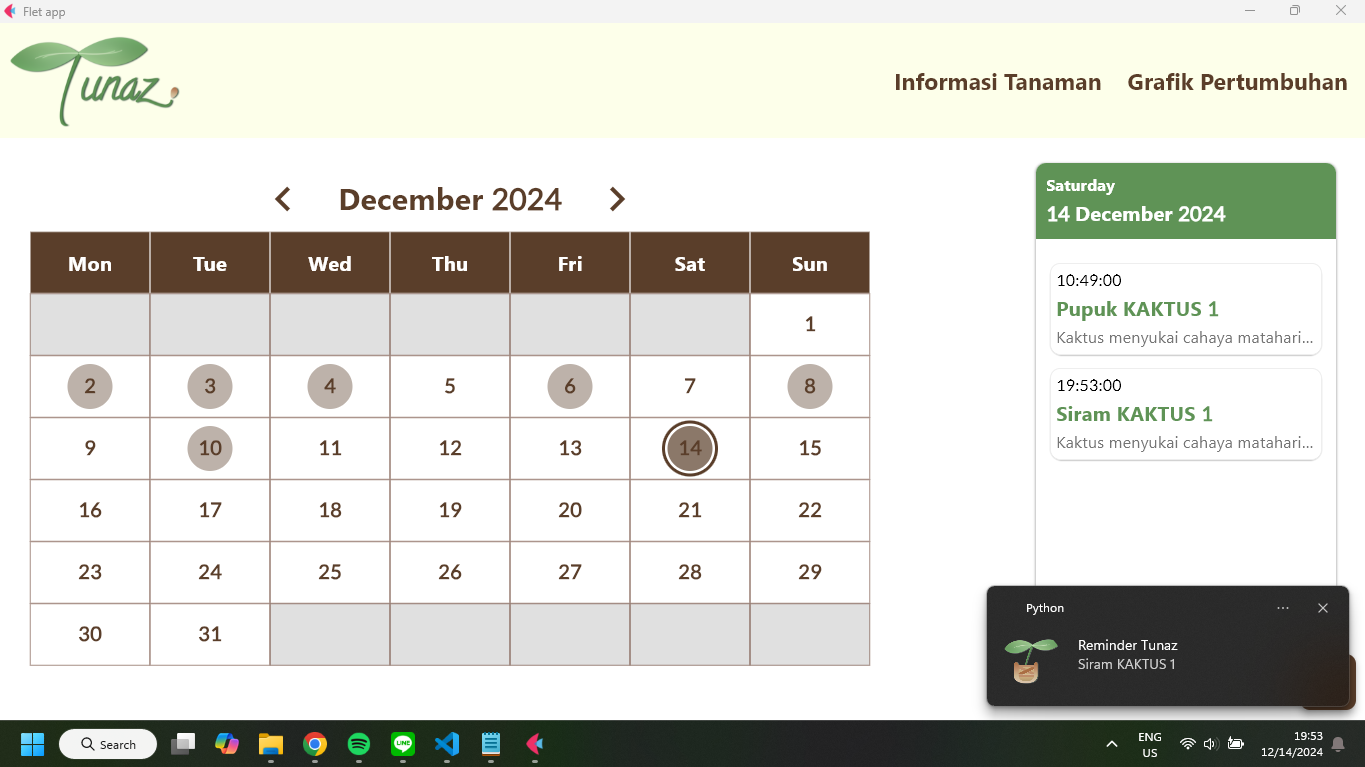 Flet app
Tunaz
Informasi Tanaman
Grafik Pertumbuhan
December 2024
Mon Tue Wed Thu Fri Sat Sun
1
2 3 4 5 6 7 8
9 10 11 12 13 14 15
16 17 18 19 20 21 22
23 24 25 26 27 28 29
30 31
Saturday
14 December 2024
10:49:00
Pupuk KAKTUS 1
Kaktus menyukai cahaya matahari...
19:53:00
Siram KAKTUS 1
Kaktus menyukai cahaya matahari...
Python
Reminder Tunaz
Siram KAKTUS 1
Search
LINE
ENG
US
19:53
12/14/2024